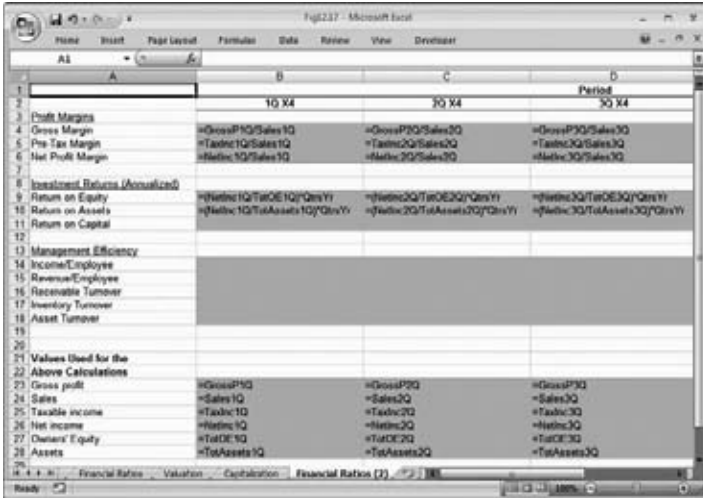 Fig1237 - Microsoft Excel
Home Insert Page Layout Formulas Data Review View Developer
A1 fx
A B C D
1 Period
2 1Q X4 2Q X4 3Q X4
3 Profit Margins
4 Gross Margin =GrossP1Q/Sales1Q =GrossP2Q/Sales2Q =GrossP3Q/Sales3Q
5 Pre-Tax Margin =TaxInc1Q/Sales1Q =TaxInc2Q/Sales2Q =TaxInc3Q/Sales3Q
6 Net Profit Margin =NetInc1Q/Sales1Q =NetInc2Q/Sales2Q =NetInc3Q/Sales3Q
7
8 Investment Returns (Annualized)
9 Return on Equity =(NetInc1Q/TotOE1Q)*QtrsYr =(NetInc2Q/TotOE2Q)*QtrsYr =(NetInc3Q/TotOE3Q)*QtrsYr
10 Return on Assets =(NetInc1Q/TotAssets1Q)*QtrsYr =(NetInc2Q/TotAssets2Q)*QtrsYr =(NetInc3Q/TotAssets3Q)*QtrsYr
11 Return on Capital
12
13 Management Efficiency
14 Income/Employee
15 Revenue/Employee
16 Receivable Turnover
17 Inventory Turnover
18 Asset Turnover
19
20
21 Values Used for the
22 Above Calculations
23 Gross profit =GrossP1Q =GrossP2Q =GrossP3Q
24 Sales =Sales1Q =Sales2Q =Sales3Q
25 Taxable income =TaxInc1Q =TaxInc2Q =TaxInc3Q
26 Net income =NetInc1Q =NetInc2Q =NetInc3Q
27 Owners' Equity =TotOE1Q =TotOE2Q =TotOE3Q
28 Assets =TotAssets1Q =TotAssets2Q =TotAssets3Q
Financial Ratios Valuation Capitalization Financial Ratios (2)
Ready 100%